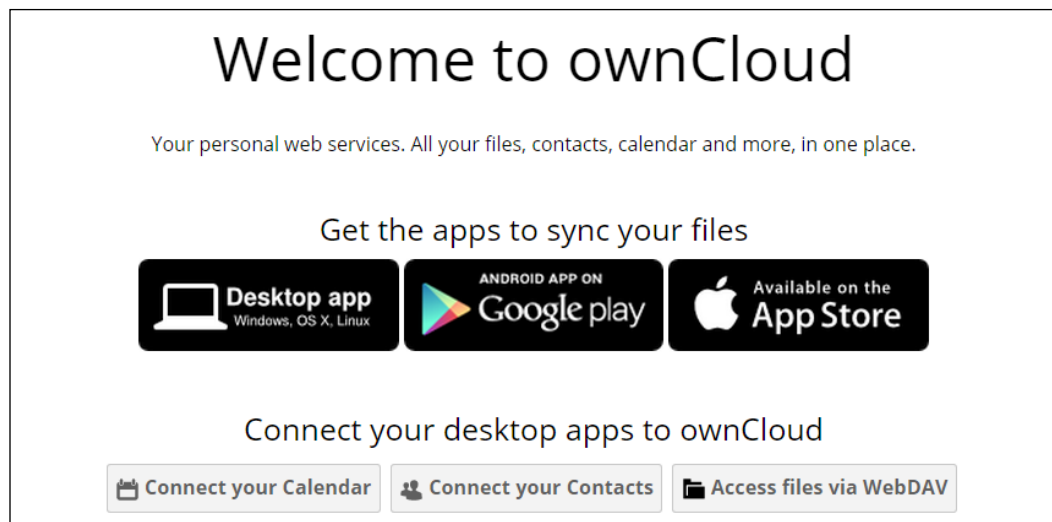 Welcome to ownCloud
Your personal web services. All your files, contacts, calendar and more, in one place.
Get the apps to sync your files
Desktop app
Windows, OS X, Linux
ANDROID APP ON
Google play
Available on the
App Store
Connect your desktop apps to ownCloud
Connect your Calendar
Connect your Contacts
Access files via WebDAV